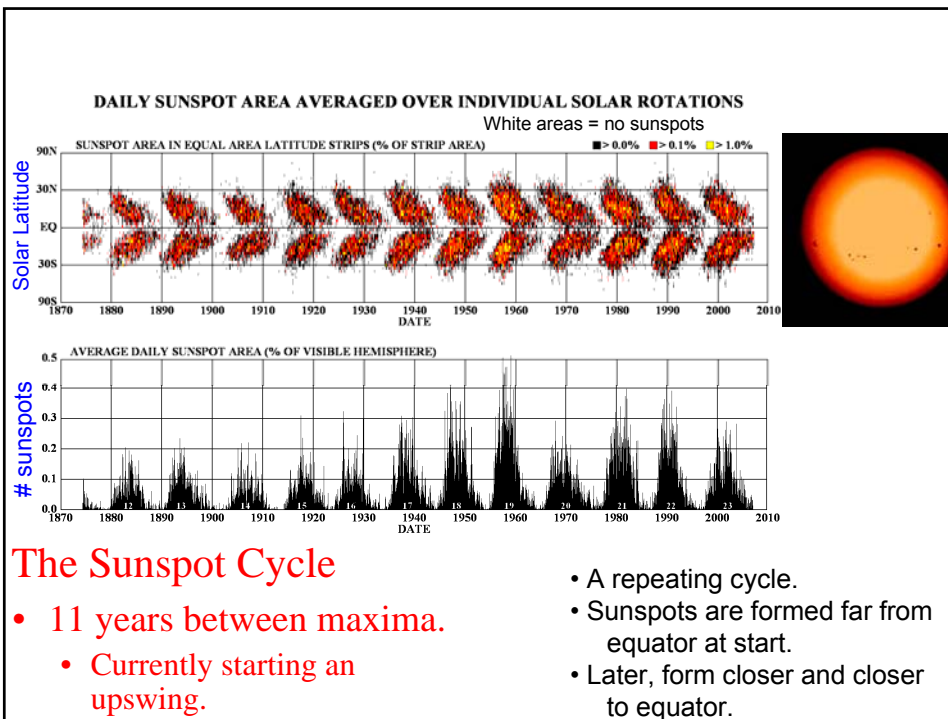 DAILY SUNSPOT AREA AVERAGED OVER INDIVIDUAL SOLAR ROTATIONS
White areas = no sunspots
SUNSPOT AREA IN EQUAL AREA LATITUDE STRIPS (% OF STRIP AREA)
> 0.0% > 0.1% > 1.0%
Solar Latitude
90N
30N
EQ
30S
90S
1870 1880 1890 1900 1910 1920 1930 1940 1950 1960 1970 1980 1990 2000 2010
DATE
AVERAGE DAILY SUNSPOT AREA (% OF VISIBLE HEMISPHERE)
# sunspots
0.5
0.4
0.3
0.2
0.1
0.0
12 13 14 15 16 17 18 19 20 21 22 23
1870 1880 1890 1900 1910 1920 1930 1940 1950 1960 1970 1980 1990 2000 2010
DATE
The Sunspot Cycle
• 11 years between maxima.
• Currently starting an
upswing.
• A repeating cycle.
• Sunspots are formed far from
equator at start.
• Later, form closer and closer
to equator.